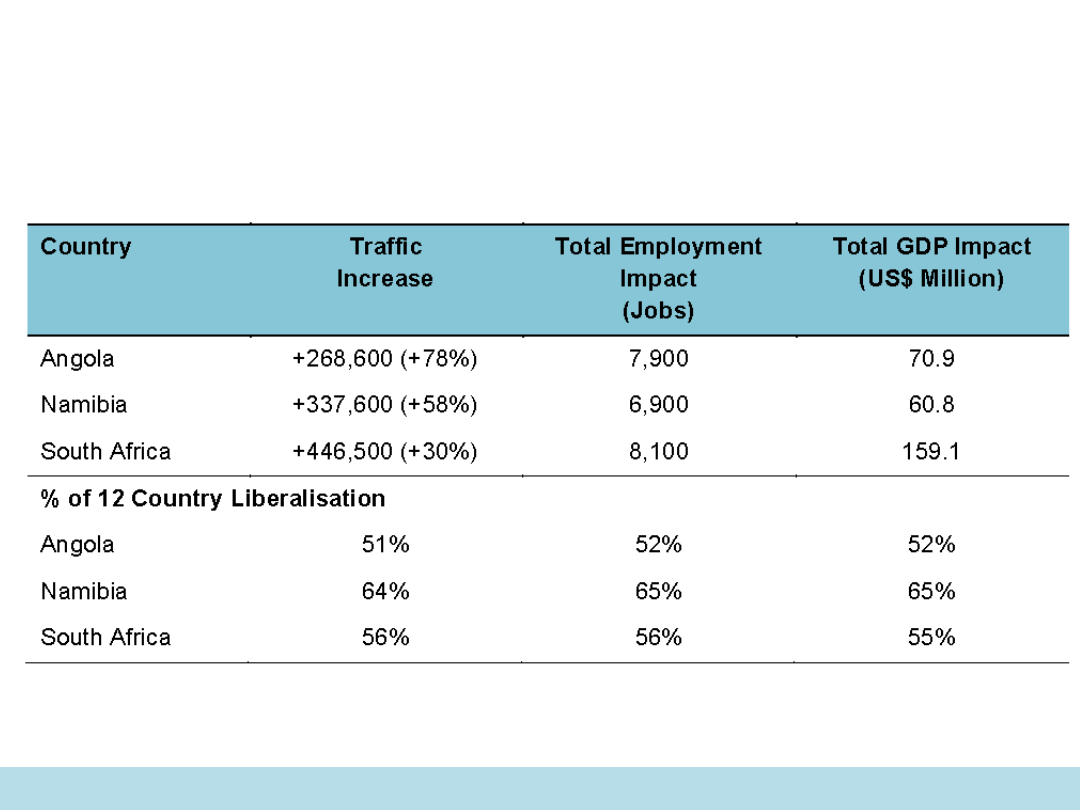 Country Traffic Increase Total Employment Impact (Jobs) Total GDP Impact (US$ Million)
Angola +268,600 (+78%) 7,900 70.9
Namibia +337,600 (+58%) 6,900 60.8
South Africa +446,500 (+30%) 8,100 159.1
% of 12 Country Liberalisation
Angola 51% 52% 52%
Namibia 64% 65% 65%
South Africa 56% 56% 55%